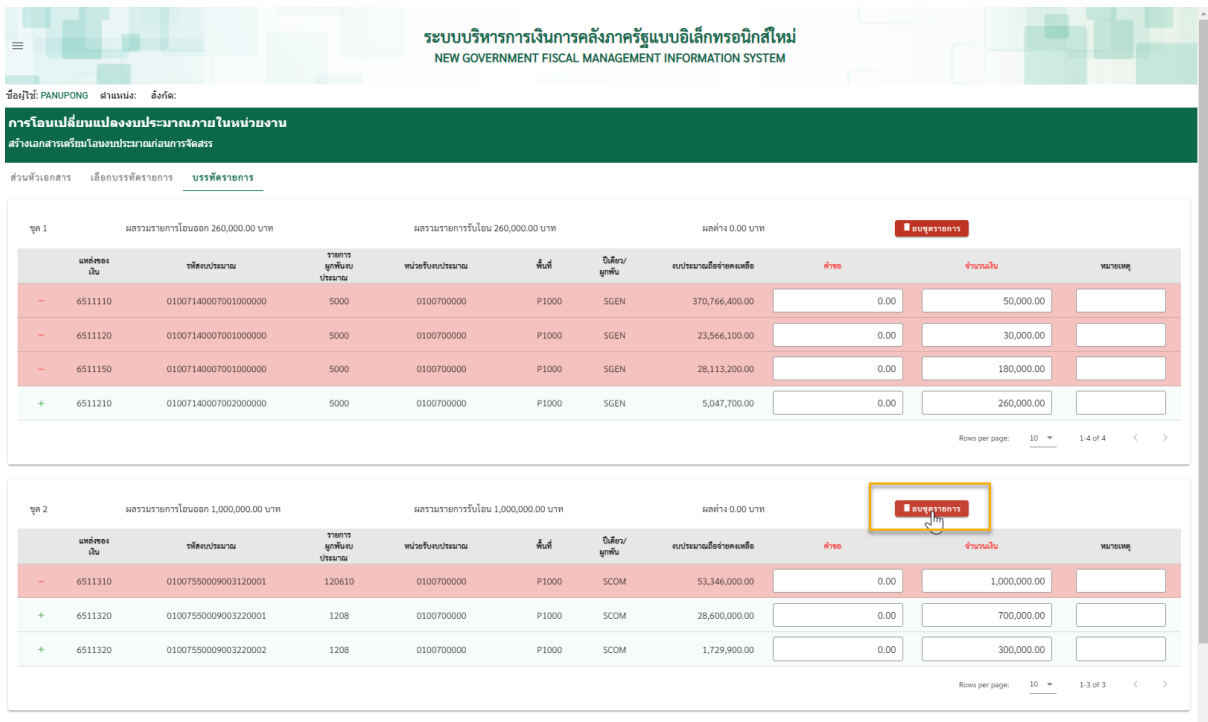 ระบบบริหารการเงินการคลังภาครัฐแบบอิเล็กทรอนิกส์ใหม่
NEW GOVERNMENT FISCAL MANAGEMENT INFORMATION SYSTEM
ชื่อผู้ใช้: PANUPONG ตำแหน่ง: สังกัด:
การโอนเปลี่ยนแปลงงบประมาณภายในหน่วยงาน
สร้างเอกสารเตรียมโอนงบประมาณก่อนการจัดสรร
ส่วนหัวเอกสาร เลือกบรรทัดรายการ บรรทัดรายการ
ชุด 1 ผลรวมรายการโอนออก 260,000.00 บาท ผลรวมรายการรับโอน 260,000.00 บาท ผลต่าง 0.00 บาท ลบชุดรายการ
แหล่งของเงิน รหัสงบประมาณ รายการผูกพันงบประมาณ หน่วยรับงบประมาณ พื้นที่ ปีเดียว/ผูกพัน งบประมาณถือจ่ายคงเหลือ คำขอ จำนวนเงิน หมายเหตุ
− 6511110 01007140007001000000 5000 0100700000 P1000 SGEN 370,766,400.00 0.00 50,000.00
− 6511120 01007140007001000000 5000 0100700000 P1000 SGEN 23,566,100.00 0.00 30,000.00
− 6511150 01007140007001000000 5000 0100700000 P1000 SGEN 28,113,200.00 0.00 180,000.00
+ 6511210 01007140007002000000 5000 0100700000 P1000 SGEN 5,047,700.00 0.00 260,000.00
Rows per page: 10 1-4 of 4
ชุด 2 ผลรวมรายการโอนออก 1,000,000.00 บาท ผลรวมรายการรับโอน 1,000,000.00 บาท ผลต่าง 0.00 บาท ลบชุดรายการ
แหล่งของเงิน รหัสงบประมาณ รายการผูกพันงบประมาณ หน่วยรับงบประมาณ พื้นที่ ปีเดียว/ผูกพัน งบประมาณถือจ่ายคงเหลือ คำขอ จำนวนเงิน หมายเหตุ
− 6511310 01007550009003120001 120610 0100700000 P1000 SCOM 53,346,000.00 0.00 1,000,000.00
+ 6511320 01007550009003220001 1208 0100700000 P1000 SCOM 28,600,000.00 0.00 700,000.00
+ 6511320 01007550009003220002 1208 0100700000 P1000 SCOM 1,729,900.00 0.00 300,000.00
Rows per page: 10 1-3 of 3